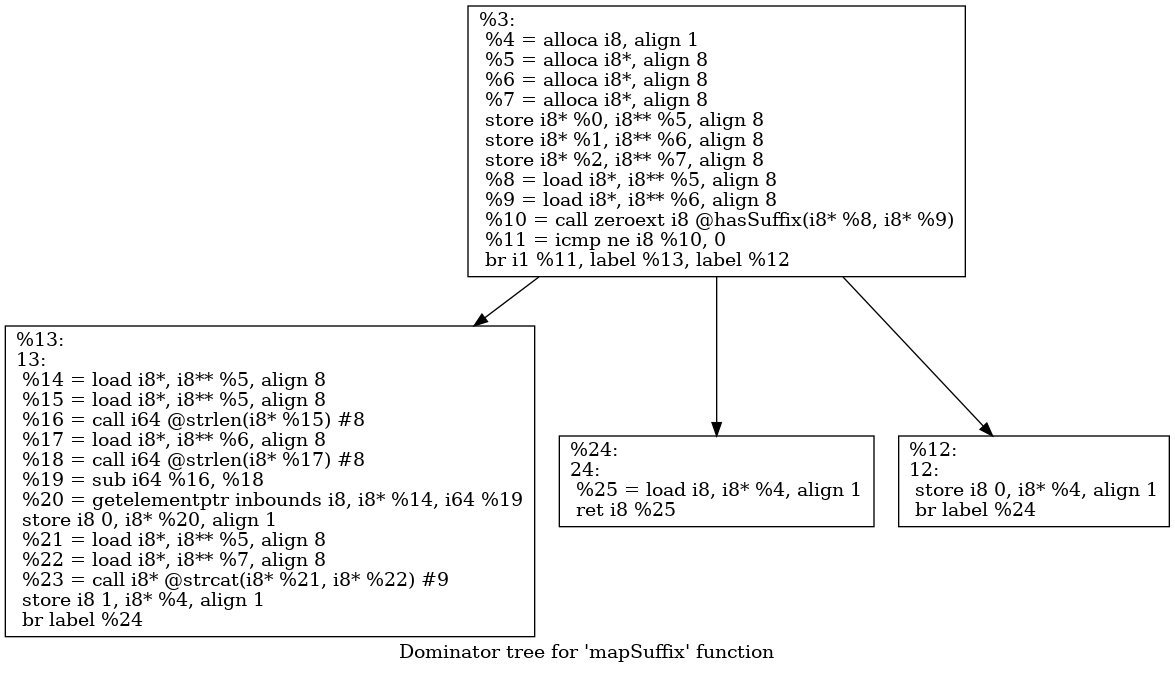 %3:
%4 = alloca i8, align 1
%5 = alloca i8*, align 8
%6 = alloca i8*, align 8
%7 = alloca i8*, align 8
store i8* %0, i8** %5, align 8
store i8* %1, i8** %6, align 8
store i8* %2, i8** %7, align 8
%8 = load i8*, i8** %5, align 8
%9 = load i8*, i8** %6, align 8
%10 = call zeroext i8 @hasSuffix(i8* %8, i8* %9)
%11 = icmp ne i8 %10, 0
br i1 %11, label %13, label %12
%13:
13:
%14 = load i8*, i8** %5, align 8
%15 = load i8*, i8** %5, align 8
%16 = call i64 @strlen(i8* %15) #8
%17 = load i8*, i8** %6, align 8
%18 = call i64 @strlen(i8* %17) #8
%19 = sub i64 %16, %18
%20 = getelementptr inbounds i8, i8* %14, i64 %19
store i8 0, i8* %20, align 1
%21 = load i8*, i8** %5, align 8
%22 = load i8*, i8** %7, align 8
%23 = call i8* @strcat(i8* %21, i8* %22) #9
store i8 1, i8* %4, align 1
br label %24
%24:
24:
%25 = load i8, i8* %4, align 1
ret i8 %25
%12:
12:
store i8 0, i8* %4, align 1
br label %24
Dominator tree for 'mapSuffix' function